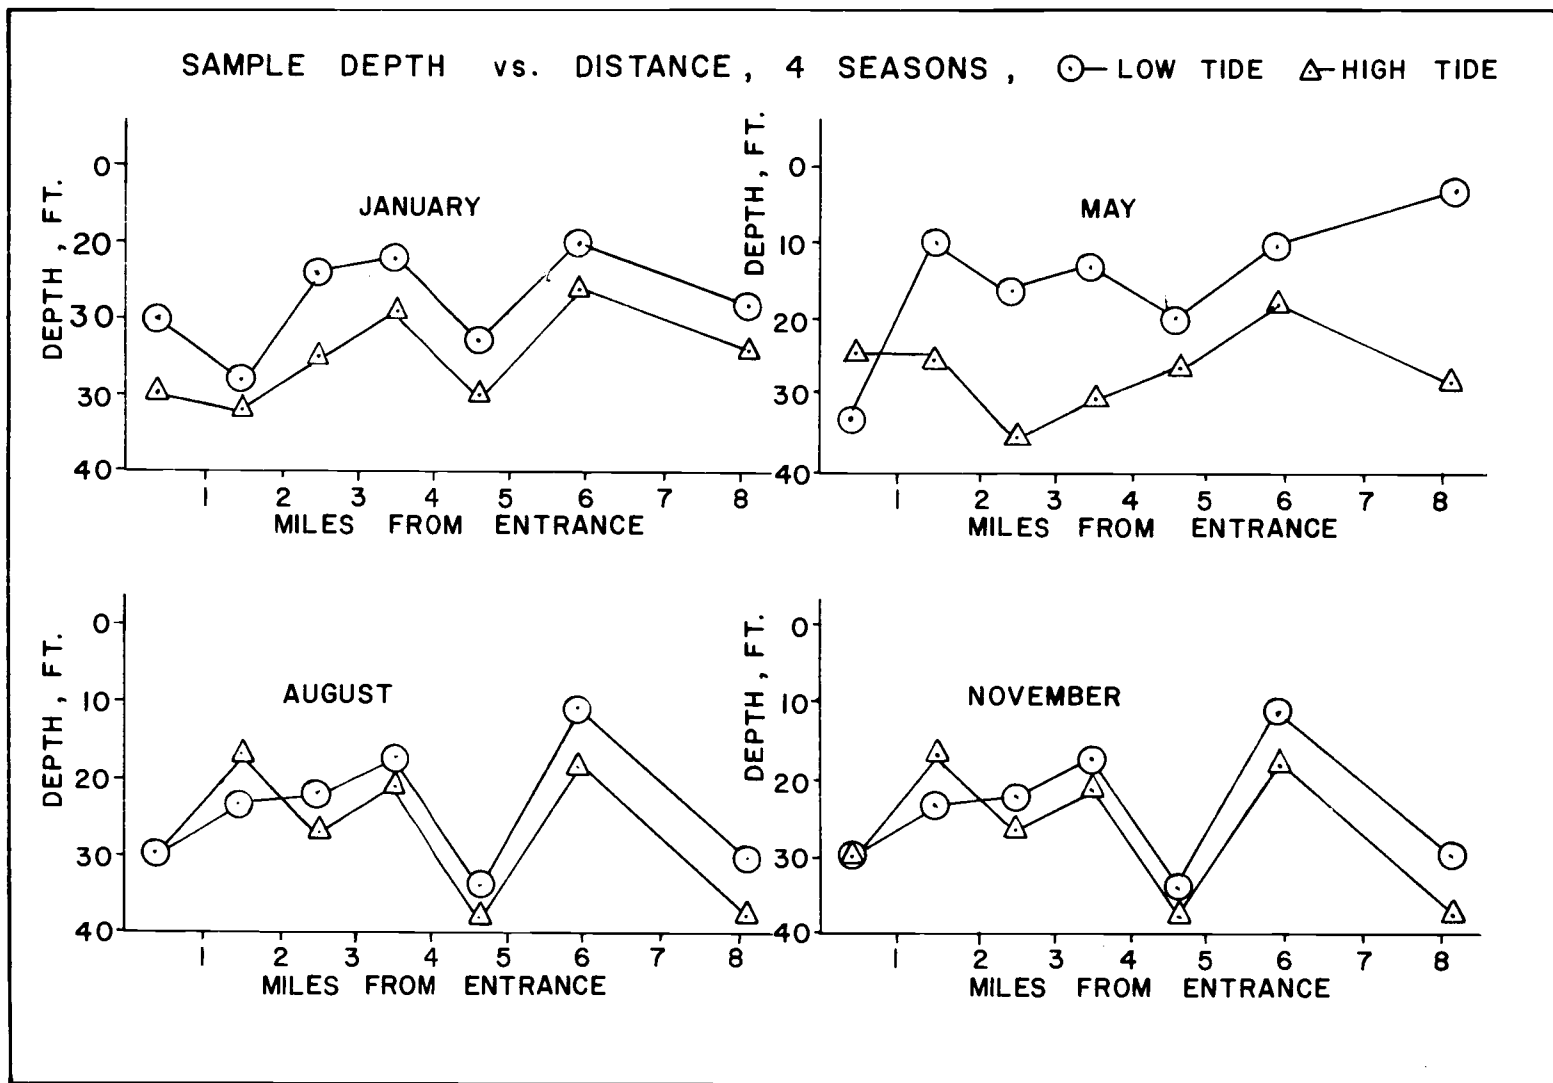 SAMPLE DEPTH vs. DISTANCE, 4 SEASONS, LOW TIDE HIGH TIDE
DEPTH, FT.
0
20
30
30
40
JANUARY
1 2 3 4 5 6 7 8
MILES FROM ENTRANCE
DEPTH, FT.
0
10
20
30
40
MAY
1 2 3 4 5 6 7 8
MILES FROM ENTRANCE
DEPTH, FT.
0
10
20
30
40
AUGUST
1 2 3 4 5 6 7 8
MILES FROM ENTRANCE
DEPTH, FT.
0
10
20
30
40
NOVEMBER
1 2 3 4 5 6 7 8
MILES FROM ENTRANCE